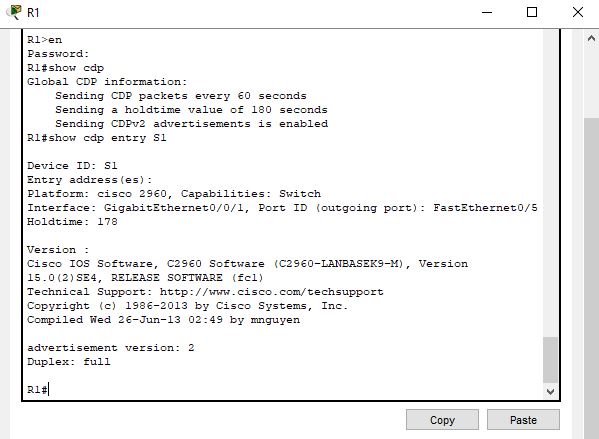 R1
R1>en
Password:
R1#show cdp
Global CDP information:
    Sending CDP packets every 60 seconds
    Sending a holdtime value of 180 seconds
    Sending CDPv2 advertisements is enabled
R1#show cdp entry S1

Device ID: S1
Entry address(es):
Platform: cisco 2960, Capabilities: Switch
Interface: GigabitEthernet0/0/1, Port ID (outgoing port): FastEthernet0/5
Holdtime: 178

Version :
Cisco IOS Software, C2960 Software (C2960-LANBASEK9-M), Version
15.0(2)SE4, RELEASE SOFTWARE (fc1)
Technical Support: http://www.cisco.com/techsupport
Copyright (c) 1986-2013 by Cisco Systems, Inc.
Compiled Wed 26-Jun-13 02:49 by mnguyen

advertisement version: 2
Duplex: full

R1#
Copy Paste